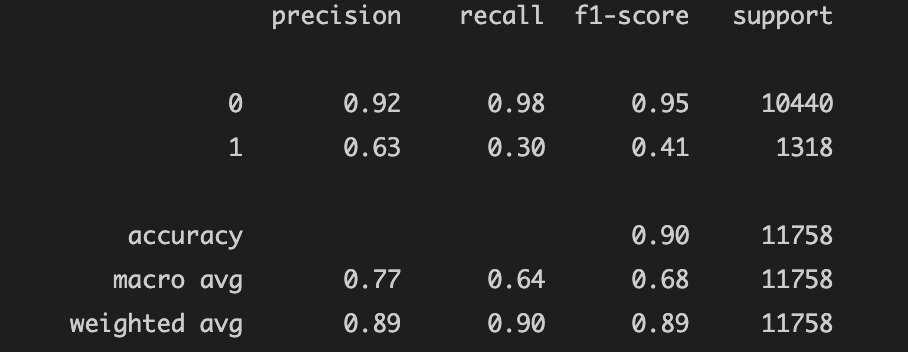 precision recall f1-score support
0 0.92 0.98 0.95 10440
1 0.63 0.30 0.41 1318
accuracy 0.90 11758
macro avg 0.77 0.64 0.68 11758
weighted avg 0.89 0.90 0.89 11758